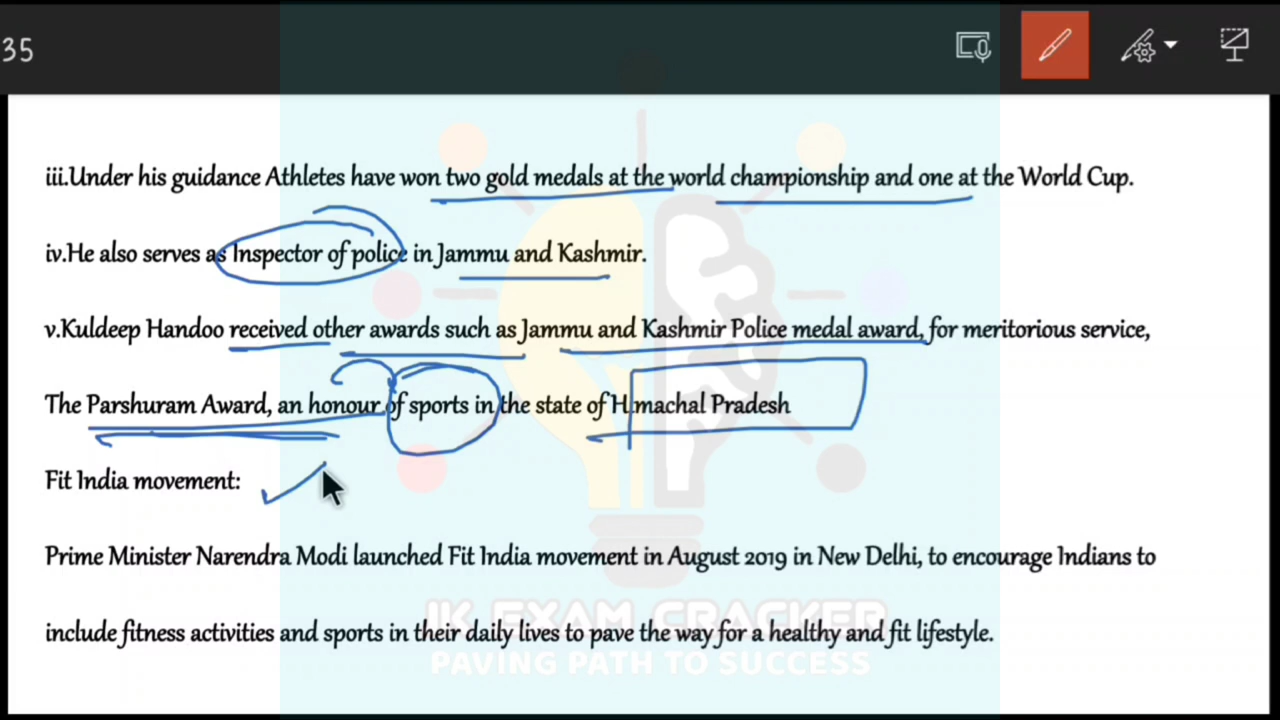 35
iii.Under his guidance Athletes have won two gold medals at the world championship and one at the World Cup.
iv.He also serves as Inspector of police in Jammu and Kashmir.
v.Kuldeep Handoo received other awards such as Jammu and Kashmir Police medal award, for meritorious service,
The Parshuram Award, an honour of sports in the state of Himachal Pradesh
Fit India movement:
Prime Minister Narendra Modi launched Fit India movement in August 2019 in New Delhi, to encourage Indians to
include fitness activities and sports in their daily lives to pave the way for a healthy and fit lifestyle.
JK EXAM CRACKER
PAVING PATH TO SUCCESS